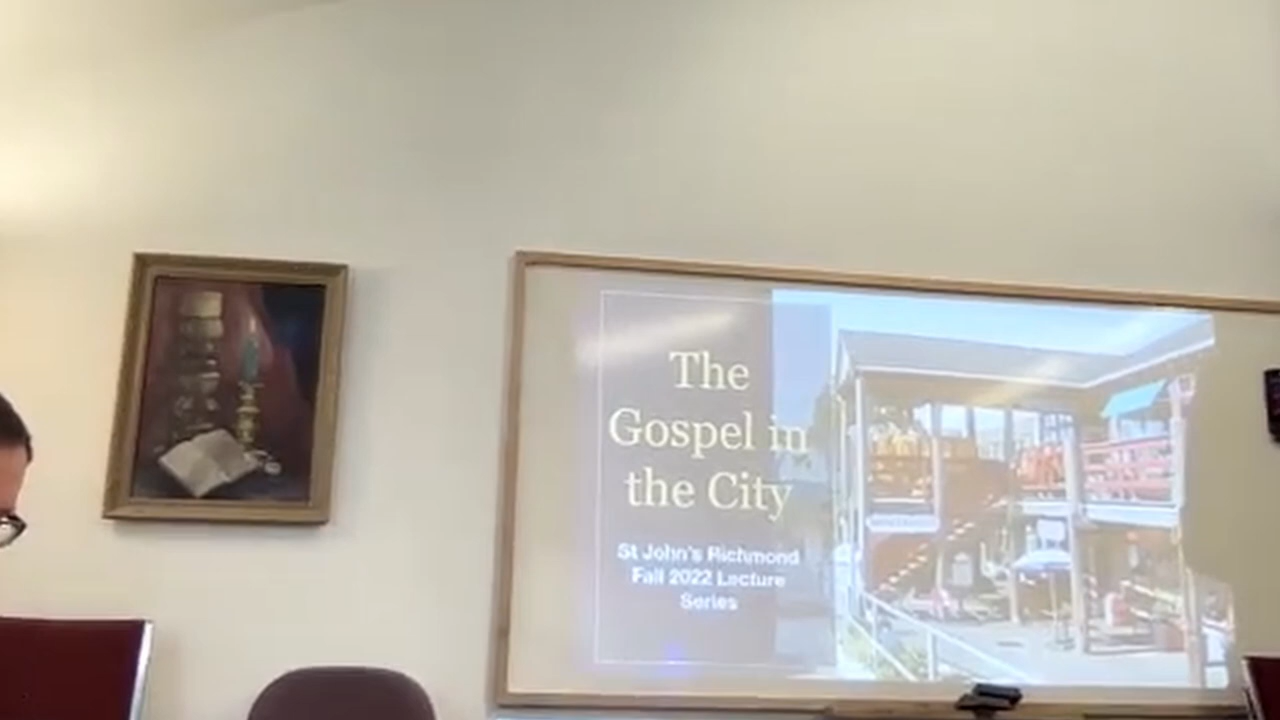 The
Gospel in
the City
St John's Richmond
Fall 2022 Lecture
Series